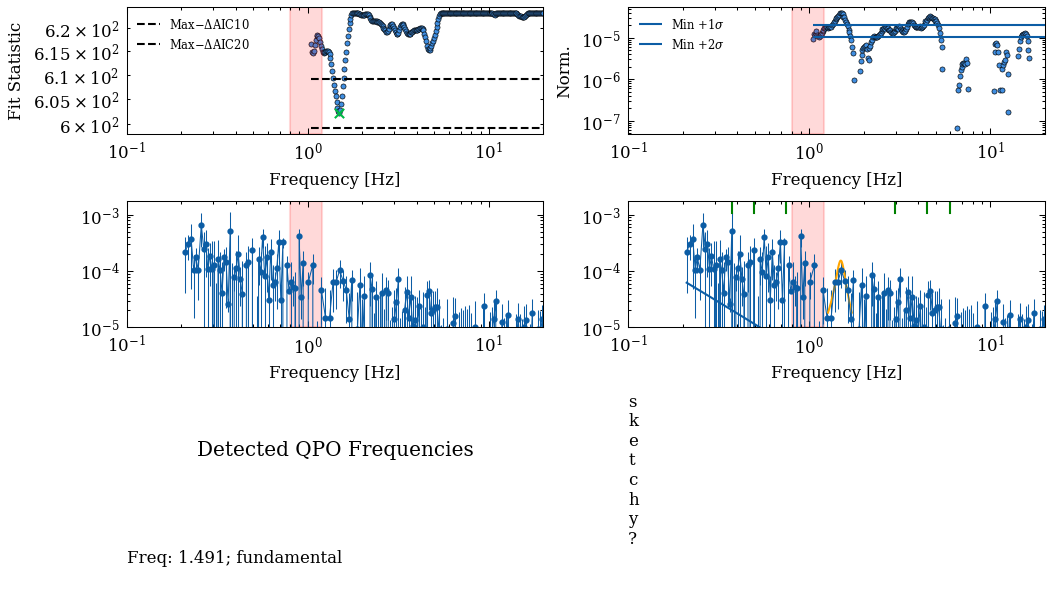 Fit Statistic
6.2 × 10²
6.15 × 10²
6.1 × 10²
6.05 × 10²
6 × 10²
Max−ΔAIC10
Max−ΔAIC20
10⁻¹ 10⁰ 10¹
Frequency [Hz]
Norm.
10⁻⁵
10⁻⁶
10⁻⁷
Min +1σ
Min +2σ
10⁻¹ 10⁰ 10¹
Frequency [Hz]
10⁻³
10⁻⁴
10⁻⁵
10⁻¹ 10⁰ 10¹
Frequency [Hz]
10⁻³
10⁻⁴
10⁻⁵
10⁻¹ 10⁰ 10¹
Frequency [Hz]
Detected QPO Frequencies
Freq: 1.491; fundamental
s
k
e
t
c
h
y
?